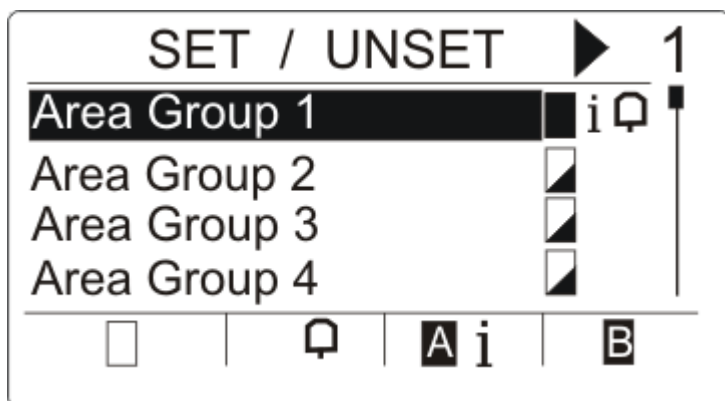 SET / UNSET 1
Area Group 1 i
Area Group 2
Area Group 3
Area Group 4
A i B